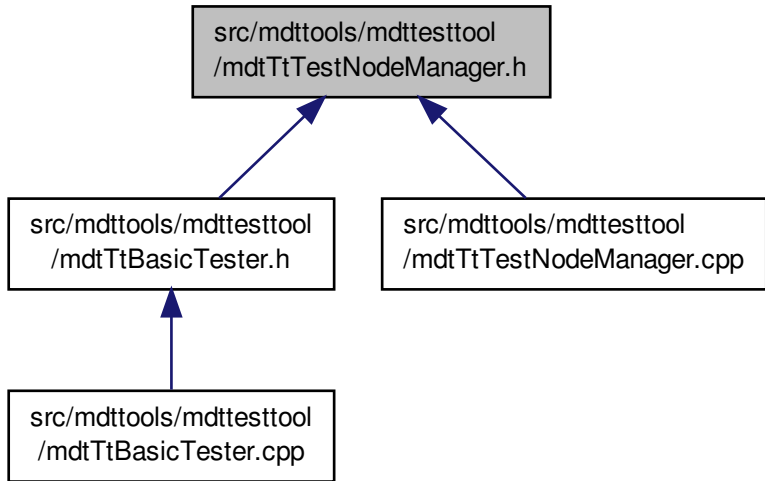 src/mdttools/mdttesttool
/mdtTtTestNodeManager.h
src/mdttools/mdttesttool
/mdtTtBasicTester.h
src/mdttools/mdttesttool
/mdtTtTestNodeManager.cpp
src/mdttools/mdttesttool
/mdtTtBasicTester.cpp